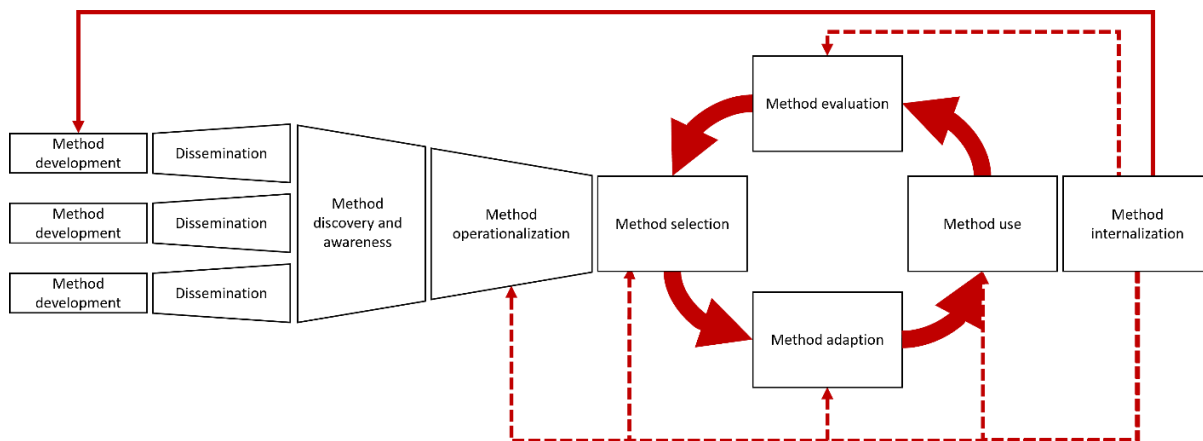 Method evaluation
Method
development
Dissemination
Method
development
Dissemination
Method
development
Dissemination
Method
discovery and
awareness
Method
operationalization
Method selection
Method use
Method
internalization
Method adaption